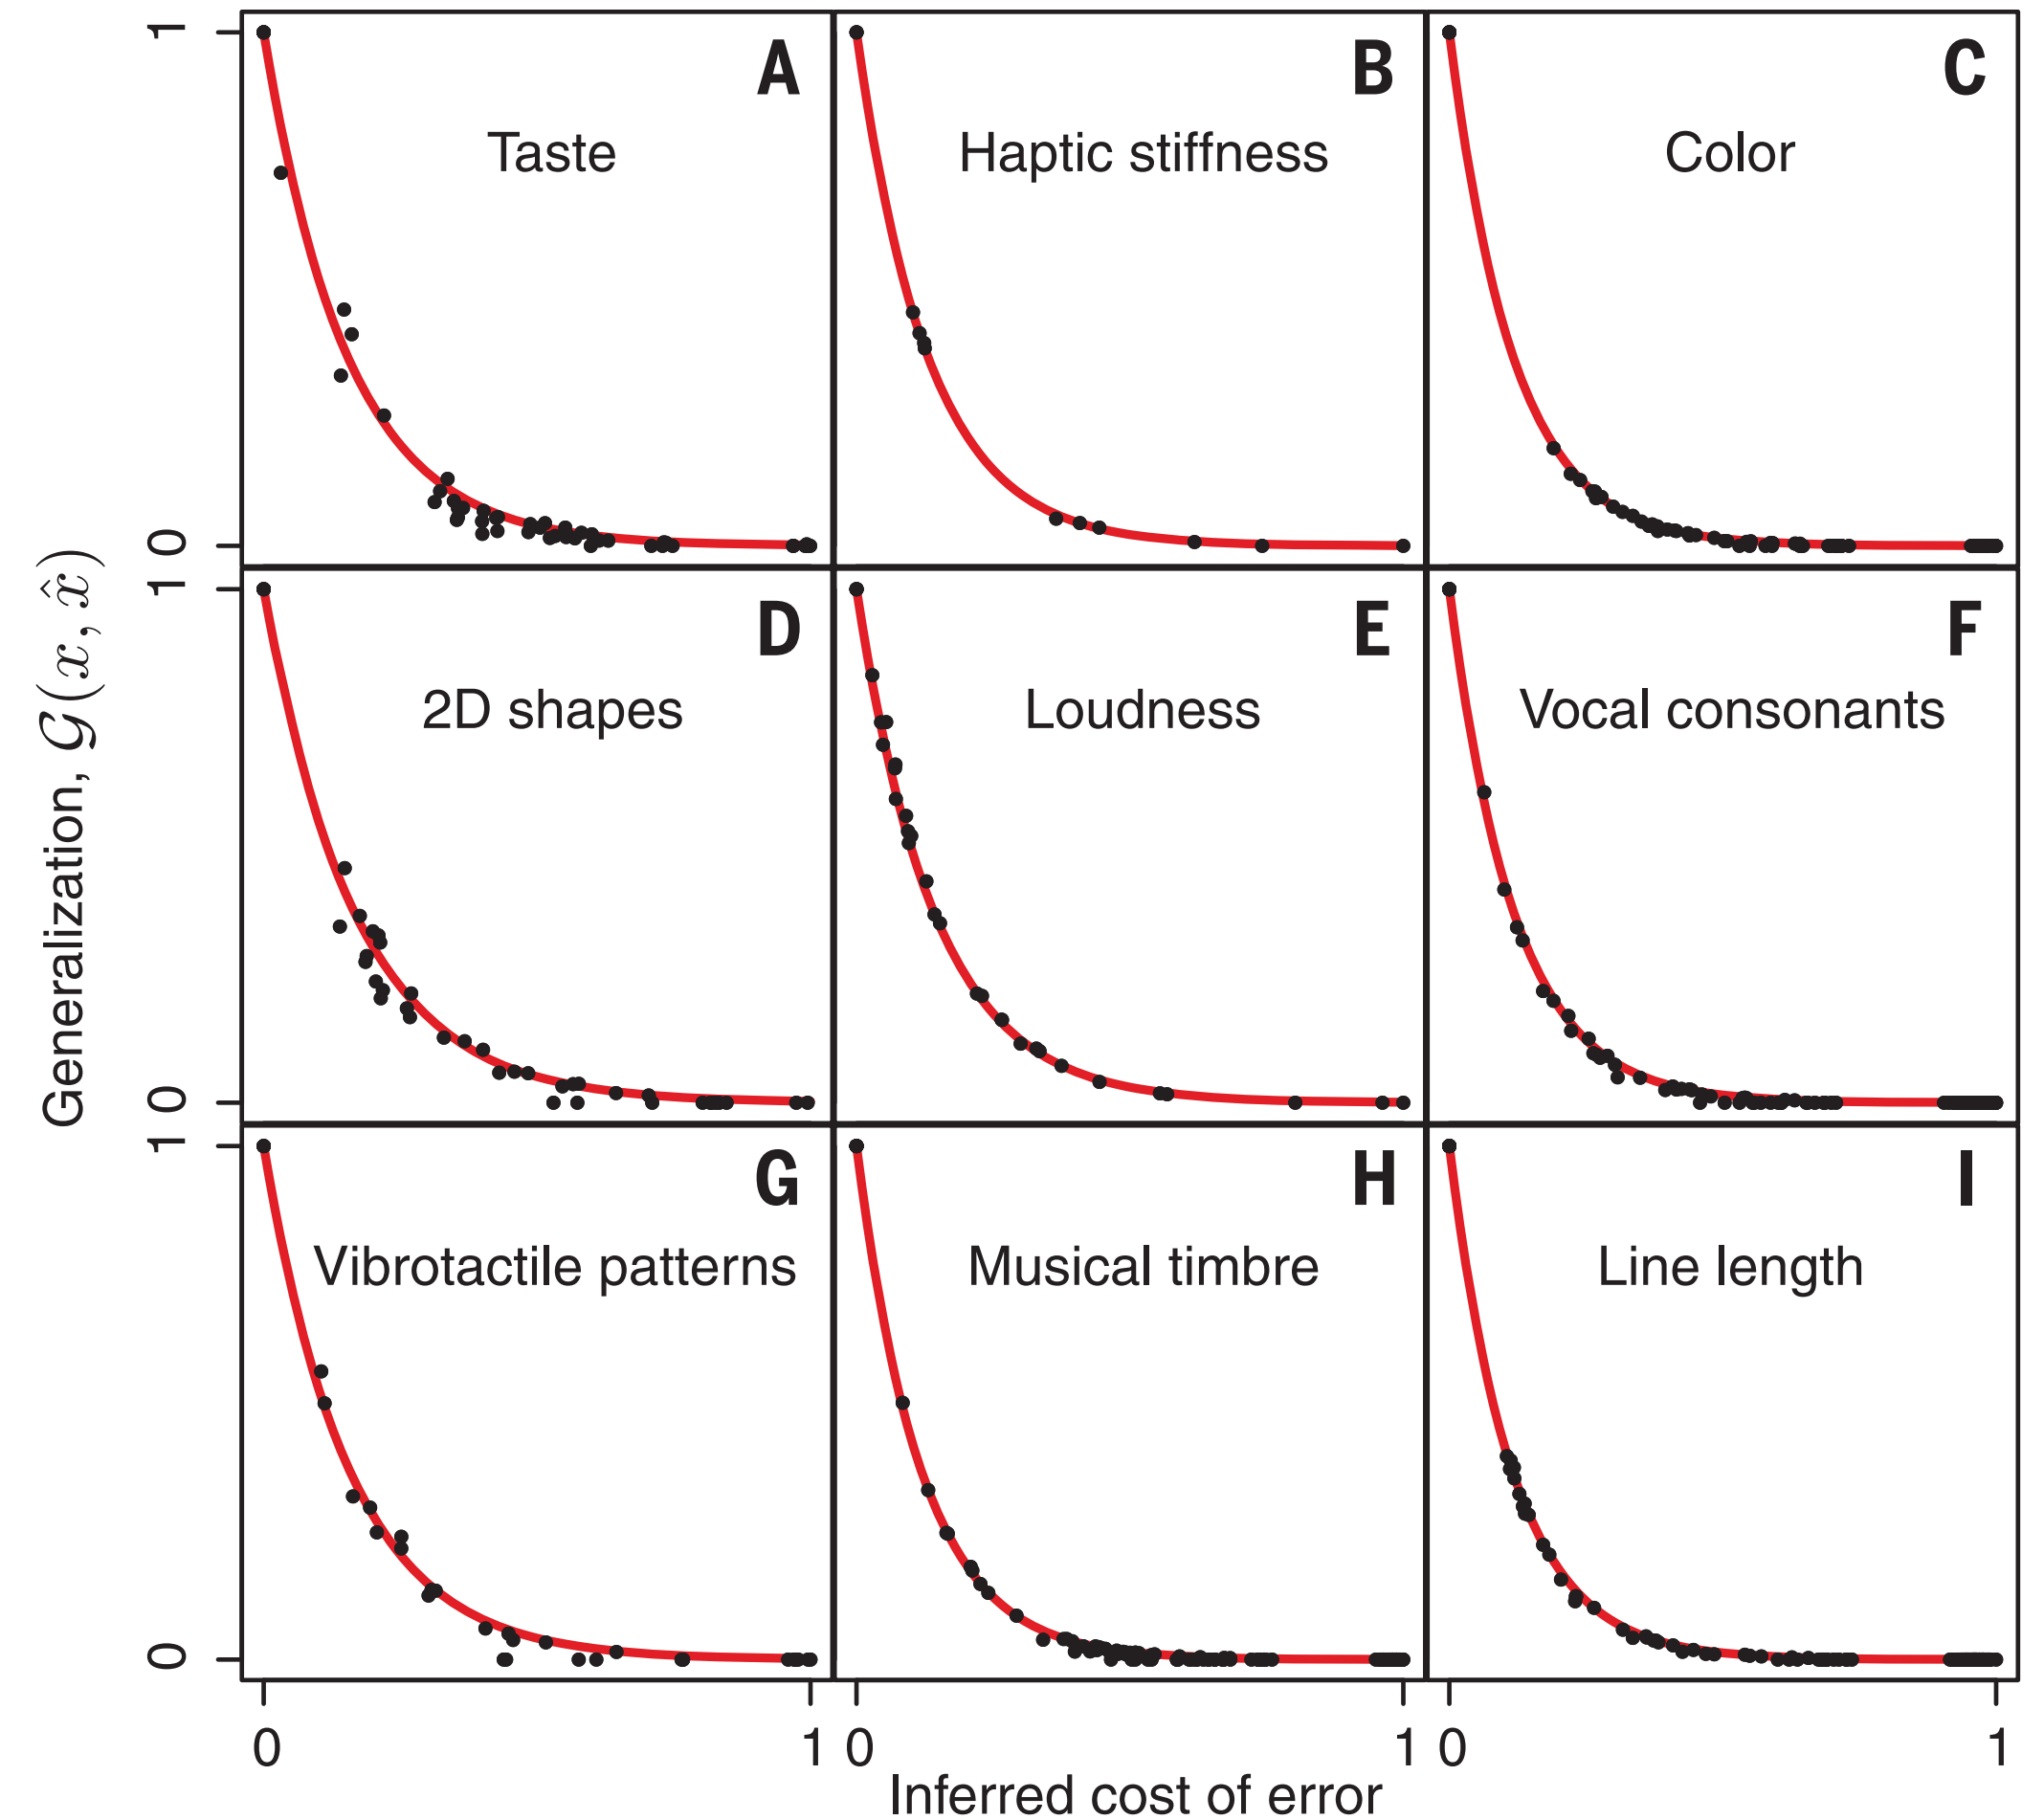 Generalization, 𝒢(x, x̂)
1
0
A
Taste
B
Haptic stiffness
C
Color
1
0
D
2D shapes
E
Loudness
F
Vocal consonants
1
0
G
Vibrotactile patterns
H
Musical timbre
I
Line length
0 1 0 1 0 1
Inferred cost of error